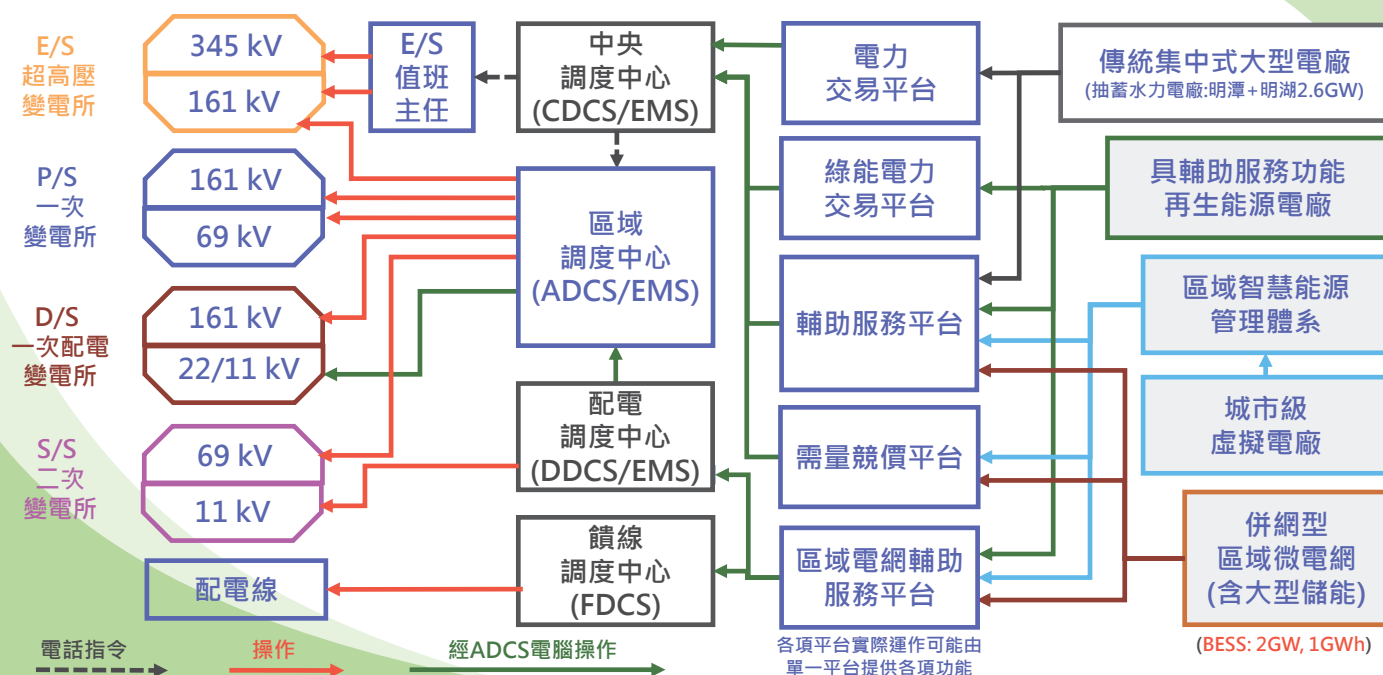 E/S
超高壓
變電所
345 kV
161 kV
E/S
值班
主任
P/S
一次
變電所
161 kV
69 kV
D/S
一次配電
變電所
161 kV
22/11 kV
S/S
二次
變電所
69 kV
11 kV
配電線
中央
調度中心
(CDCS/EMS)
區域
調度中心
(ADCS/EMS)
配電
調度中心
(DDCS/EMS)
饋線
調度中心
(FDCS)
電力
交易平台
綠能電力
交易平台
輔助服務平台
需量競價平台
區域電網輔助
服務平台
各項平台實際運作可能由
單一平台提供各項功能
傳統集中式大型電廠
(抽蓄水力電廠:明潭+明湖2.6GW)
具輔助服務功能
再生能源電廠
區域智慧能源
管理體系
城市級
虛擬電廠
併網型
區域微電網
(含大型儲能)
(BESS: 2GW, 1GWh)
電話指令
操作
經ADCS電腦操作